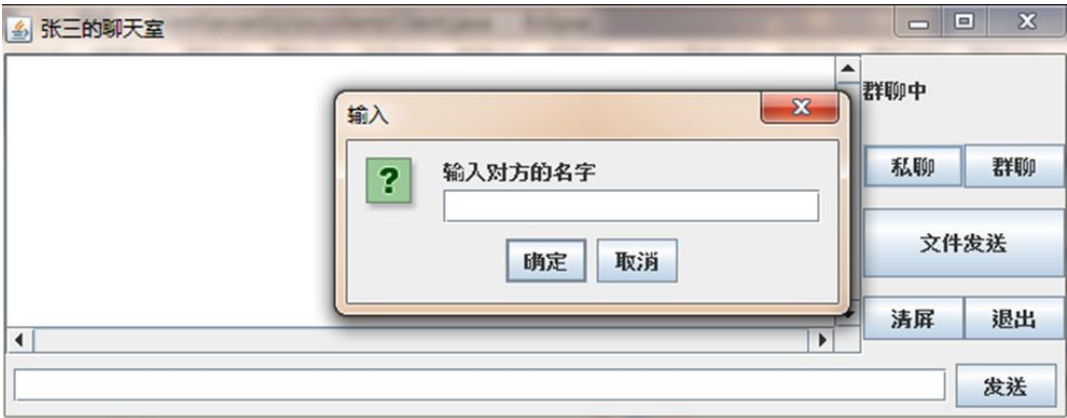 张三的聊天室
群聊中
输入
输入对方的名字
?
确定 取消
私聊 群聊
文件发送
清屏 退出
发送